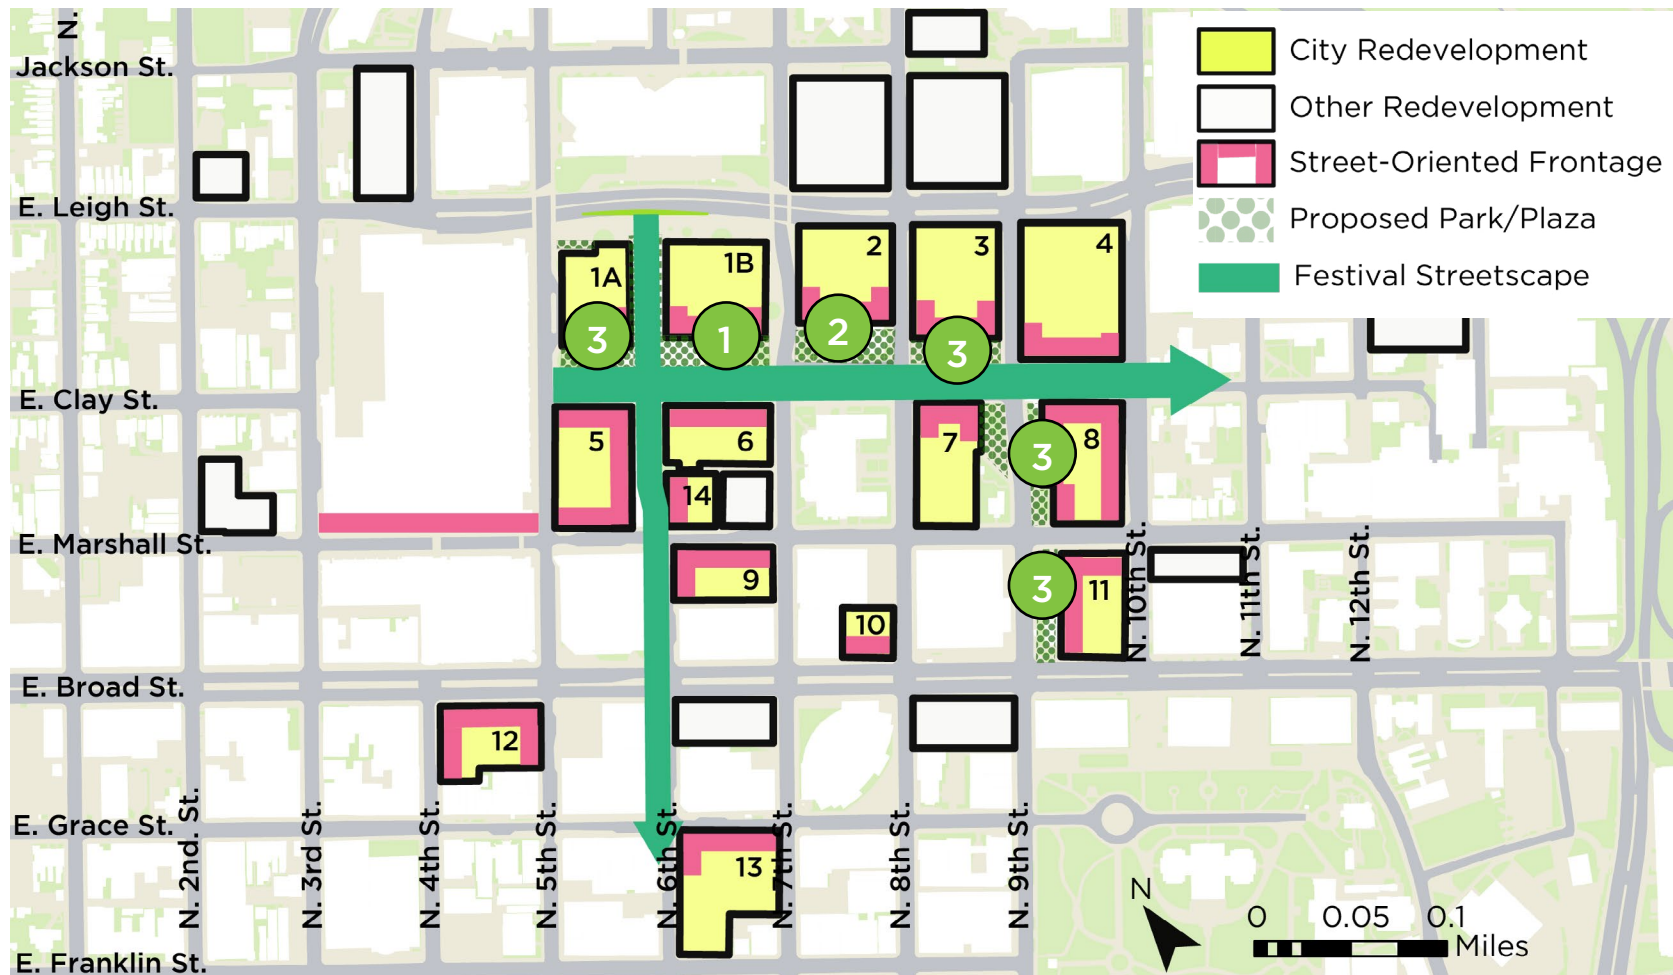 N.
Jackson St.
E. Leigh St.
E. Clay St.
E. Marshall St.
E. Broad St.
E. Grace St.
E. Franklin St.
N. 2nd. St.
N. 3rd St.
N. 4th St.
N. 5th St.
N. 6th St.
N. 7th St.
N. 8th St.
N. 9th St.
N. 10th St.
N. 11th St.
N. 12th St.
1A
1B
2
3
4
3
1
2
3
5
6
7
8
3
14
9
10
3
11
12
13
City Redevelopment
Other Redevelopment
Street-Oriented Frontage
Proposed Park/Plaza
Festival Streetscape
N
0 0.05 0.1
Miles